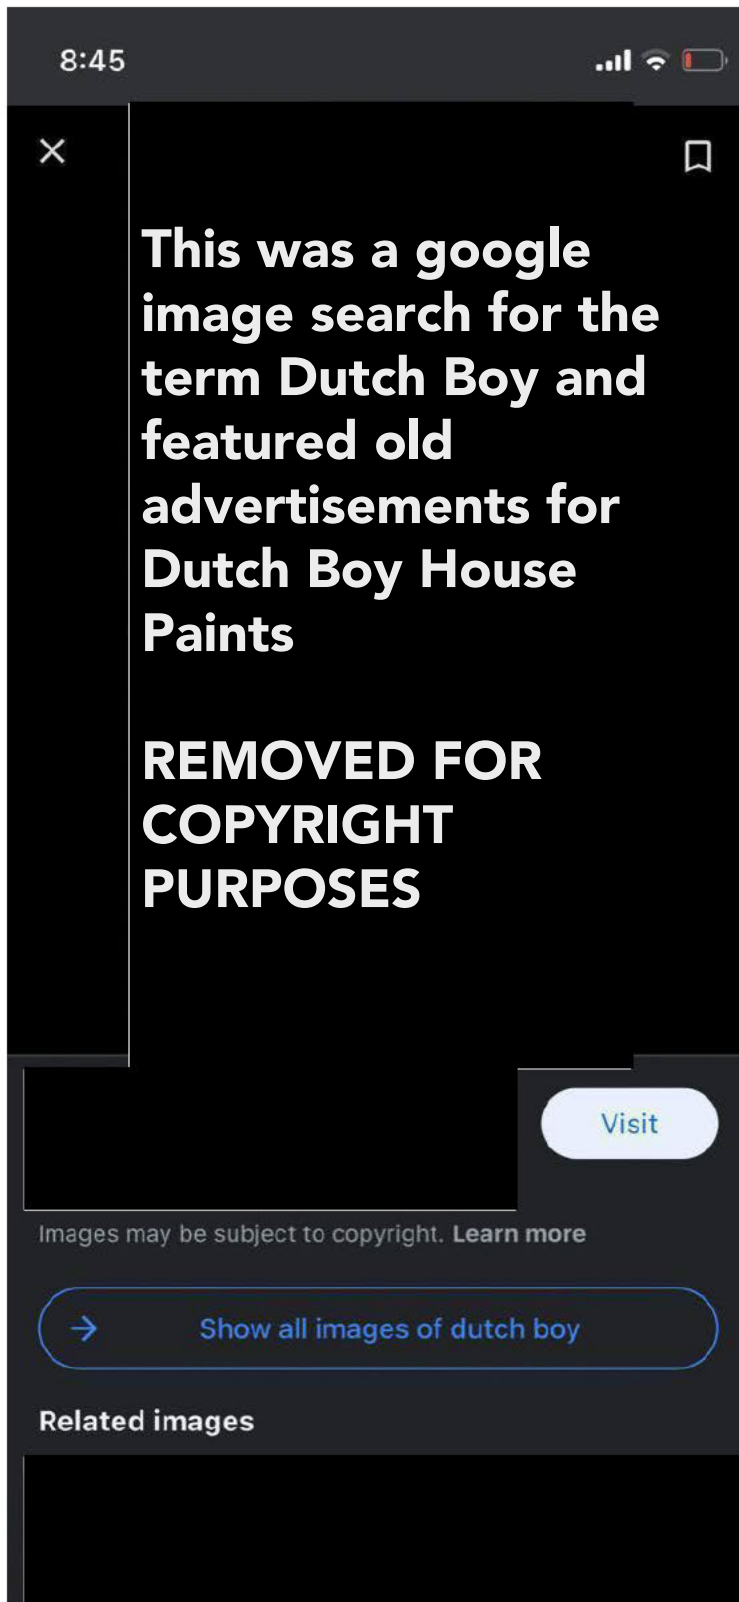 8:45
This was a google
image search for the
term Dutch Boy and
featured old
advertisements for
Dutch Boy House
Paints
REMOVED FOR
COPYRIGHT
PURPOSES
Visit
Images may be subject to copyright. Learn more
Show all images of dutch boy
Related images